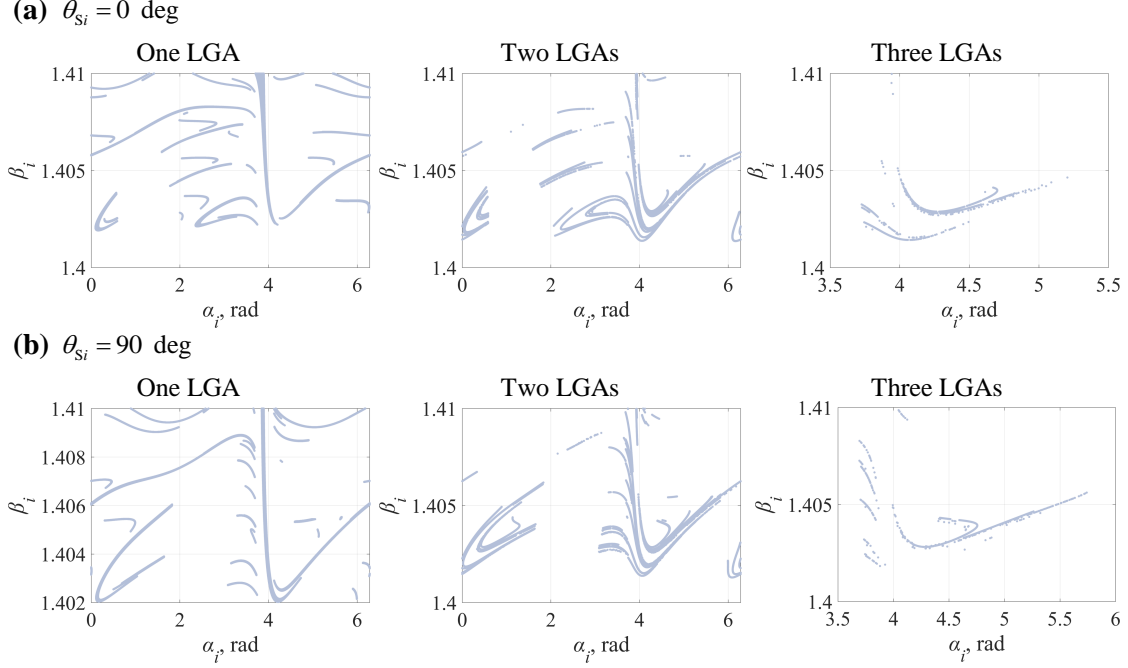 (a) θSi = 0 deg
One LGA
Two LGAs
Three LGAs
1.41
1.405
1.4
βi
0 2 4 6
αi, rad
1.41
1.405
1.4
βi
0 2 4 6
αi, rad
1.41
1.405
1.4
βi
3.5 4 4.5 5 5.5
αi, rad
(b) θSi = 90 deg
One LGA
Two LGAs
Three LGAs
1.41
1.408
1.406
1.404
1.402
βi
0 2 4 6
αi, rad
1.41
1.405
1.4
βi
0 2 4 6
αi, rad
1.41
1.405
1.4
βi
3.5 4 4.5 5 5.5 6
αi, rad